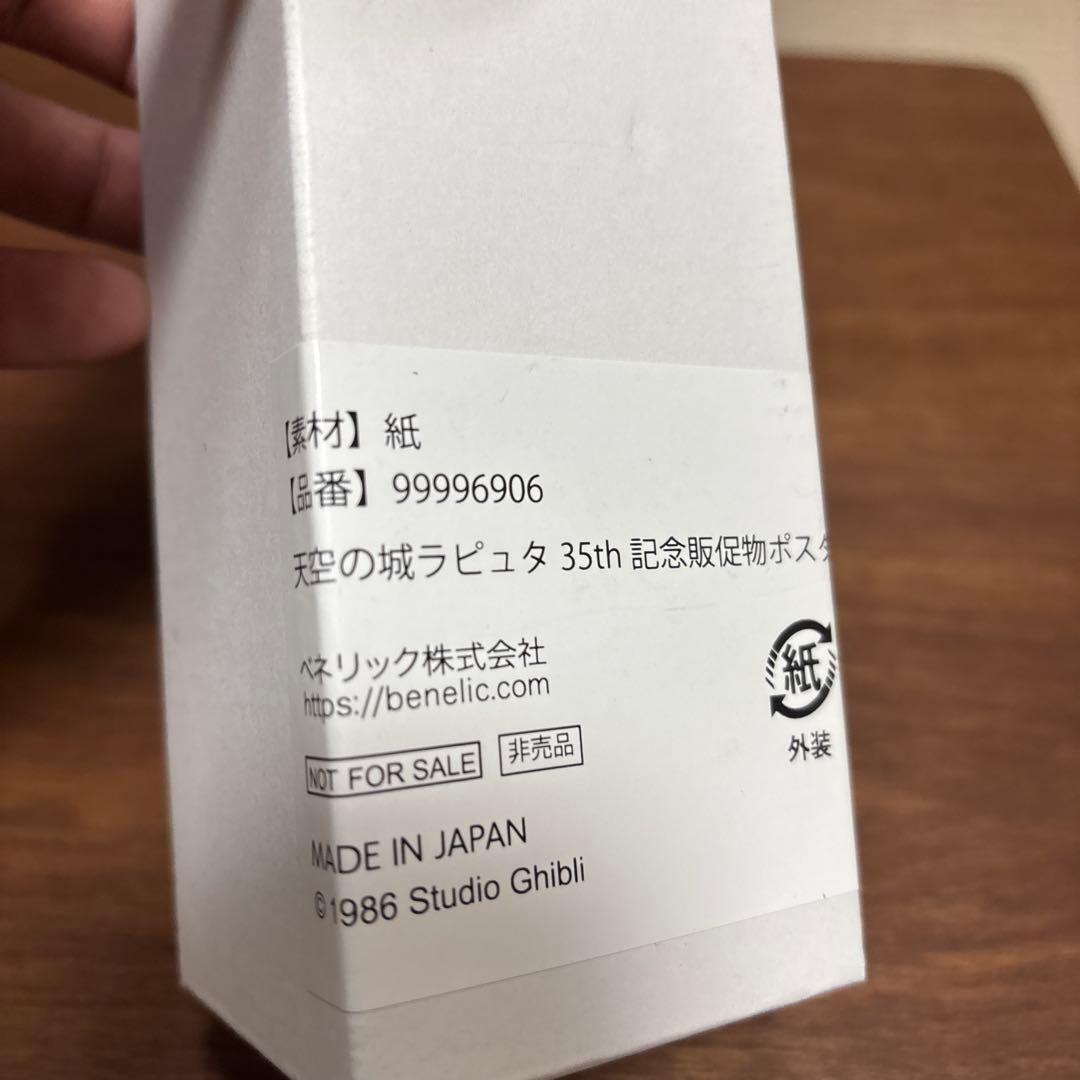 【素材】 紙
【品番】 99996906
天空の城ラピュタ 35th 記念販促物ポスタ
ベネリック株式会社
https://benelic.com
紙
外装
NOT FOR SALE 非売品
MADE IN JAPAN
©1986 Studio Ghibli